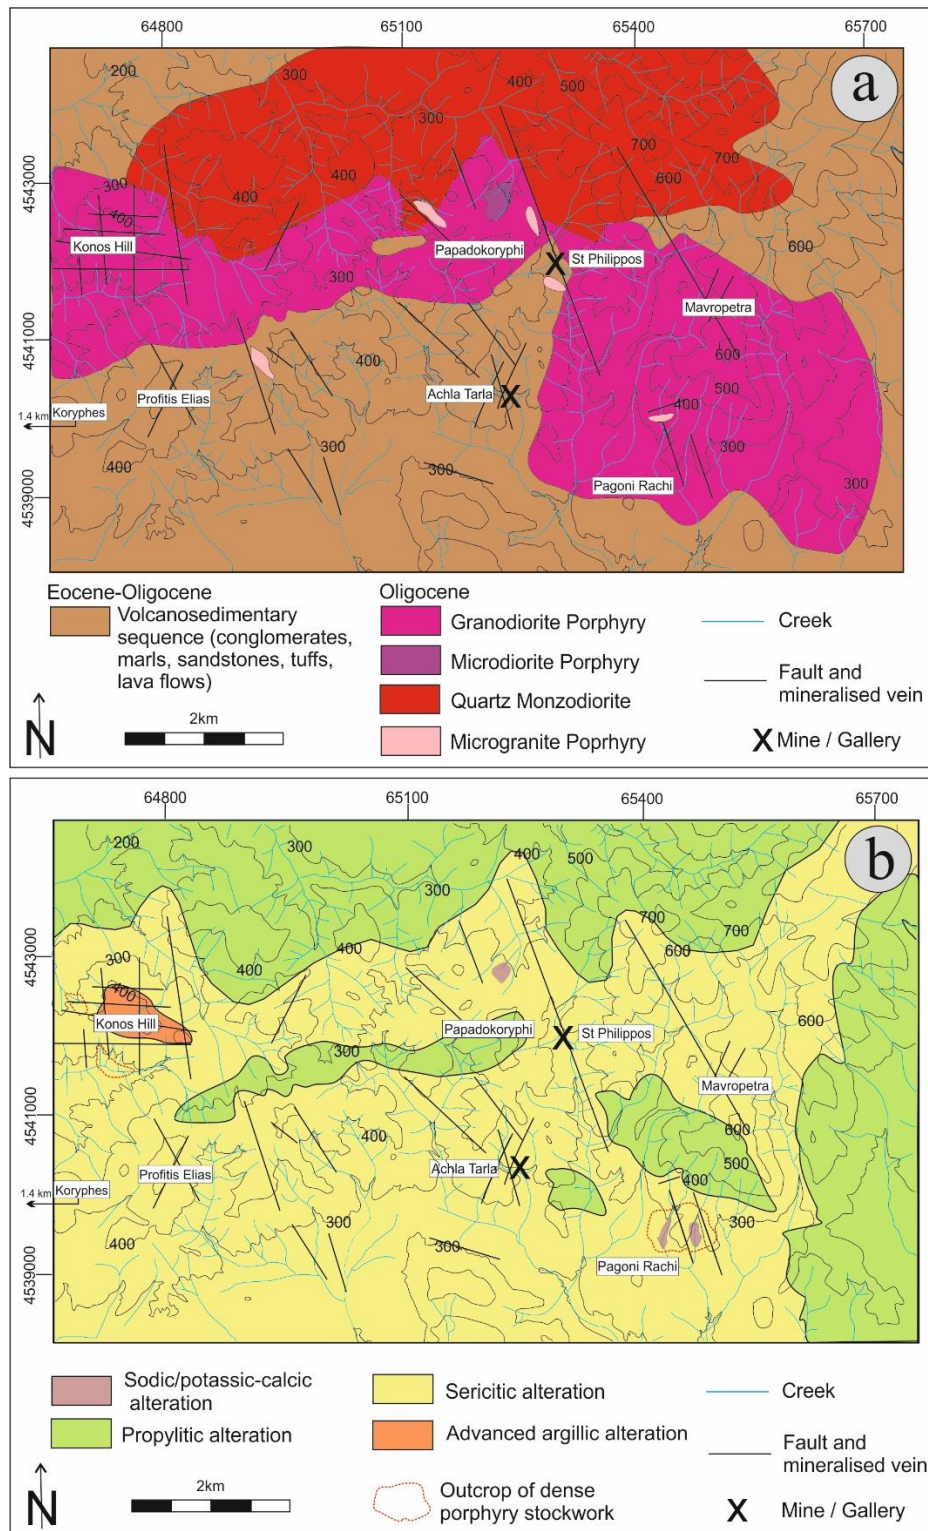 64800 65100 65400 65700
a
200 300 400 500
300 700
700
400 400 600
4543000
300
400
Konos Hill
Papadokoryphi St Philippos 600
300
Mavropetra
4541000
400 600
Profitis Elias Achla Tarla 500
400
1.4 km Koryphes
300 300
400 300
Pagoni Rachi 300
4539000
Eocene-Oligocene
Volcanosedimentary
sequence (conglomerates,
marls, sandstones, tuffs,
lava flows)
Oligocene
Granodiorite Porphyry
Microdiorite Porphyry
Quartz Monzodiorite
Microgranite Poprhyry
Creek
Fault and
mineralised vein
X Mine / Gallery
N
2km
64800 65100 65400 65700
b
200 300 400 500
300 700
700
400 400 600
4543000
300
400
Konos Hill
Papadokoryphi St Philippos 600
300
Mavropetra
4541000
400 600
Profitis Elias Achla Tarla 500
400
1.4 km Koryphes
300 300
400 300
Pagoni Rachi
4539000
Sodic/potassic-calcic
alteration
Propylitic alteration
Sericitic alteration
Advanced argillic alteration
Outcrop of dense
porphyry stockwork
Creek
Fault and
mineralised vein
X Mine / Gallery
N
2km